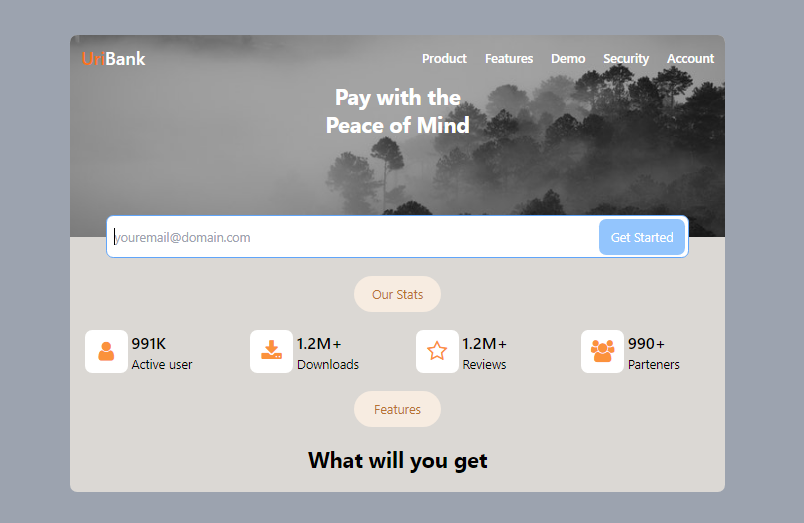 UriBank
Product Features Demo Security Account
Pay with the
Peace of Mind
youremail@domain.com
Get Started
Our Stats
991K
Active user
1.2M+
Downloads
1.2M+
Reviews
990+
Parteners
Features
What will you get